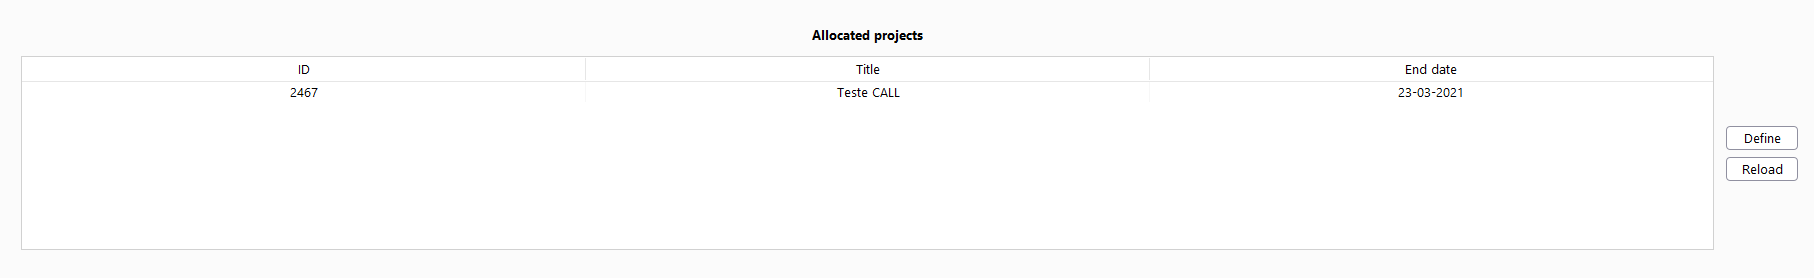 Allocated projects
ID Title End date
2467 Teste CALL 23-03-2021
Define
Reload